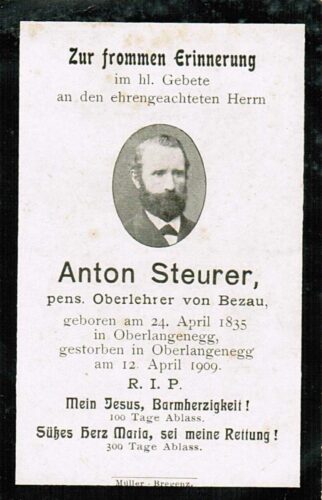 Zur frommen Erinnerung
im hl. Gebete
an den ehrengeachteten Herrn
Anton Steurer,
pens. Oberlehrer von Bezau,
geboren am 24. April 1835
in Oberlangenegg,
gestorben in Oberlangenegg
am 12. April 1909.
R. I. P.
Mein Jesus, Barmherzigkeit!
100 Tage Ablass.
Süßes Herz Maria, sei meine Rettung!
300 Tage Ablass.
Müller - Bregenz.